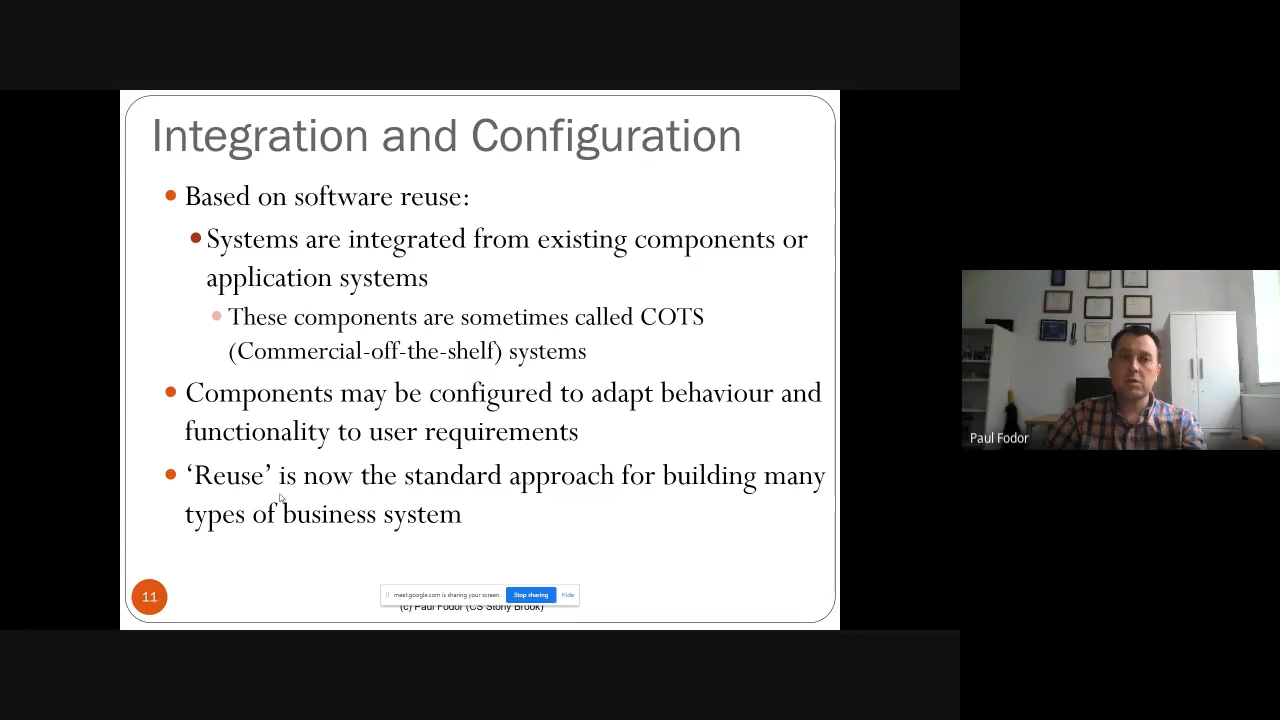 Integration and Configuration
Based on software reuse:
Systems are integrated from existing components or
application systems
These components are sometimes called COTS
(Commercial-off-the-shelf) systems
Components may be configured to adapt behaviour and
functionality to user requirements
‘Reuse’ is now the standard approach for building many
types of business system
11
meet.google.com is sharing your screen.
Stop sharing
Hide
(c) Paul Fodor (CS Stony Brook)
Paul Fodor